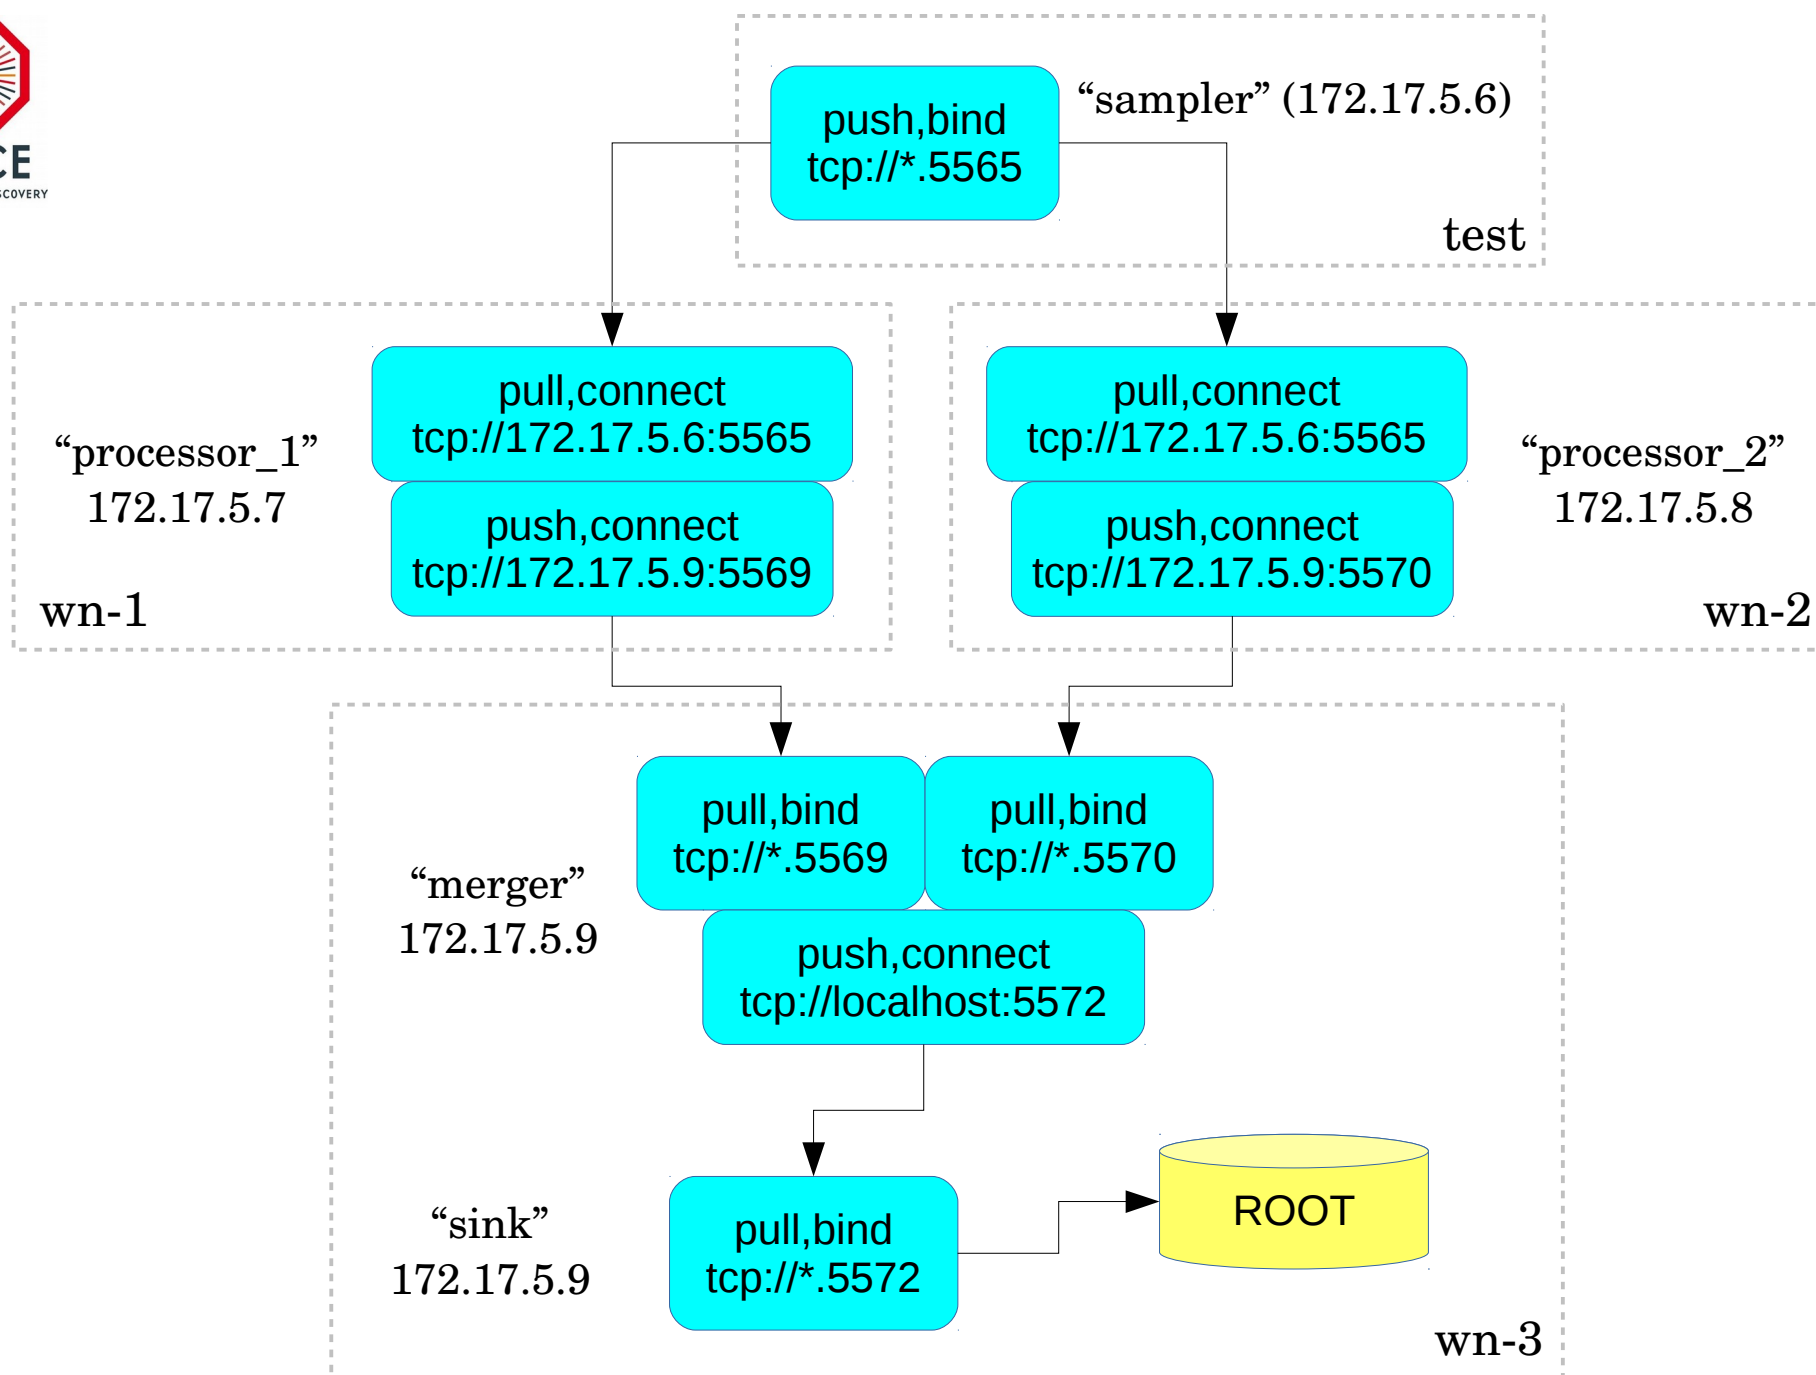 push,bind
tcp://*.5565
“sampler” (172.17.5.6)
test
CE
SCOVERY
pull,connect
tcp://172.17.5.6:5565
push,connect
tcp://172.17.5.9:5569
“processor_1”
172.17.5.7
wn-1
pull,connect
tcp://172.17.5.6:5565
push,connect
tcp://172.17.5.9:5570
“processor_2”
172.17.5.8
wn-2
pull,bind
tcp://*.5569
pull,bind
tcp://*.5570
“merger”
172.17.5.9
push,connect
tcp://localhost:5572
“sink”
172.17.5.9
pull,bind
tcp://*.5572
ROOT
wn-3